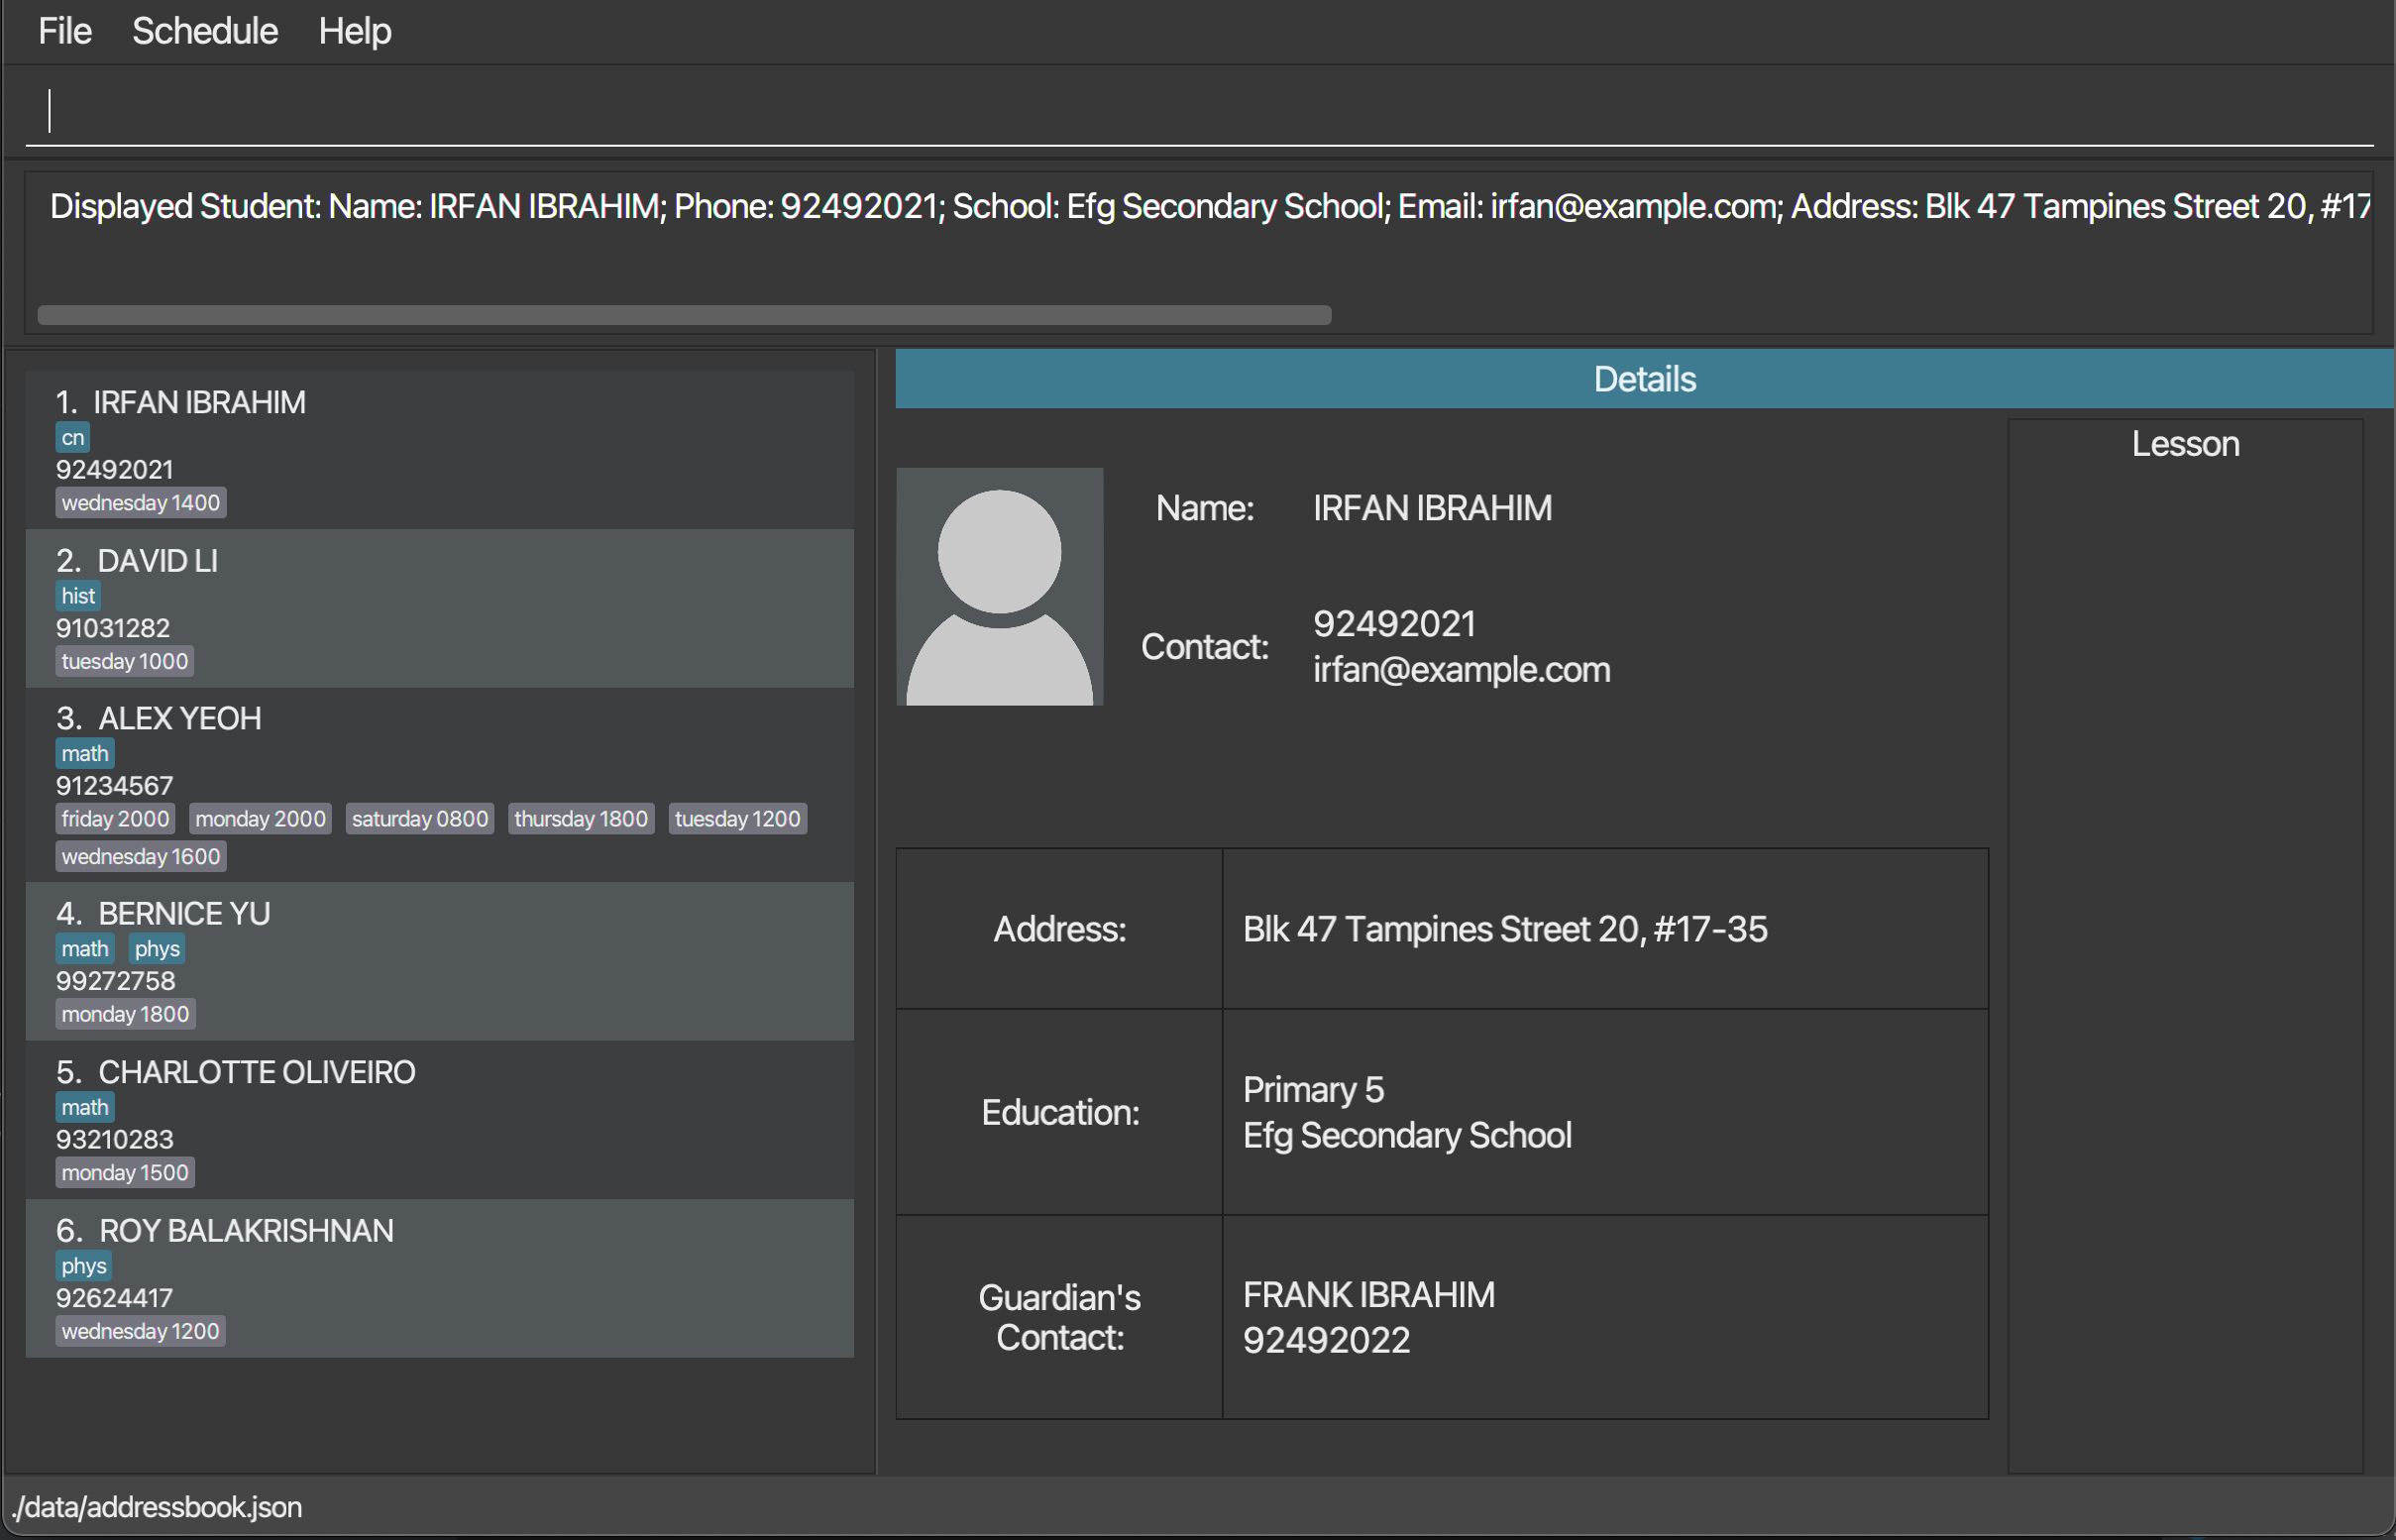 File Schedule Help
Displayed Student: Name: IRFAN IBRAHIM; Phone: 92492021; School: Efg Secondary School; Email: irfan@example.com; Address: Blk 47 Tampines Street 20, #17
1. IRFAN IBRAHIM
cn
92492021
wednesday 1400
2. DAVID LI
hist
91031282
tuesday 1000
3. ALEX YEOH
math
91234567
friday 2000 monday 2000 saturday 0800 thursday 1800 tuesday 1200
wednesday 1600
4. BERNICE YU
math phys
99272758
monday 1800
5. CHARLOTTE OLIVEIRO
math
93210283
monday 1500
6. ROY BALAKRISHNAN
phys
92624417
wednesday 1200
Details
Name: IRFAN IBRAHIM
Contact:
92492021
irfan@example.com
Address: Blk 47 Tampines Street 20, #17-35
Education:
Primary 5
Efg Secondary School
Guardian's
Contact:
FRANK IBRAHIM
92492022
Lesson
./data/addressbook.json